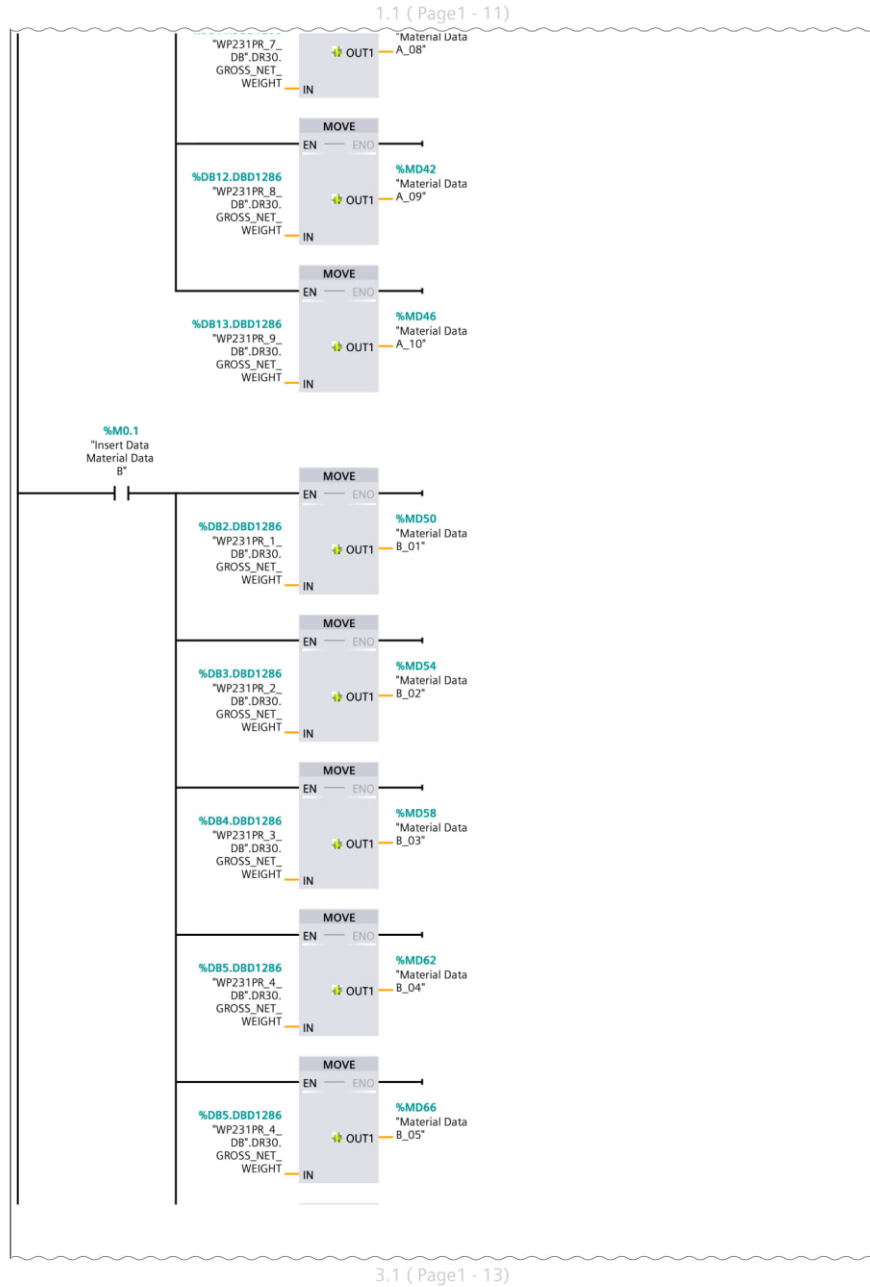 1.1 ( Page1 - 11)
"WP231PR_7_
DB".DR30.
GROSS_NET_
WEIGHT
IN
OUT1
"Material Data
A_08"
MOVE
EN
ENO
%DB12.DBD1286
"WP231PR_8_
DB".DR30.
GROSS_NET_
WEIGHT
IN
OUT1
%MD42
"Material Data
A_09"
MOVE
EN
ENO
%DB13.DBD1286
"WP231PR_9_
DB".DR30.
GROSS_NET_
WEIGHT
IN
OUT1
%MD46
"Material Data
A_10"
%M0.1
"Insert Data
Material Data
B"
MOVE
EN
ENO
%DB2.DBD1286
"WP231PR_1_
DB".DR30.
GROSS_NET_
WEIGHT
IN
OUT1
%MD50
"Material Data
B_01"
MOVE
EN
ENO
%DB3.DBD1286
"WP231PR_2_
DB".DR30.
GROSS_NET_
WEIGHT
IN
OUT1
%MD54
"Material Data
B_02"
MOVE
EN
ENO
%DB4.DBD1286
"WP231PR_3_
DB".DR30.
GROSS_NET_
WEIGHT
IN
OUT1
%MD58
"Material Data
B_03"
MOVE
EN
ENO
%DB5.DBD1286
"WP231PR_4_
DB".DR30.
GROSS_NET_
WEIGHT
IN
OUT1
%MD62
"Material Data
B_04"
MOVE
EN
ENO
%DB5.DBD1286
"WP231PR_4_
DB".DR30.
GROSS_NET_
WEIGHT
IN
OUT1
%MD66
"Material Data
B_05"
3.1 ( Page1 - 13)